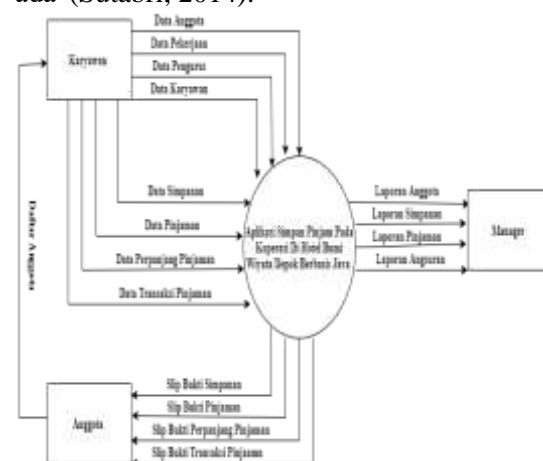 ada (Sutabri, 2014).
Data Anggota
Data Pekerjaan
Data Pengurus
Data Karyawan
Karyawan
Daftar Anggota
Data Simpanan
Data Pinjaman
Data Perpanjang Pinjaman
Data Transaksi Pinjaman
Aplikasi Simpan Pinjam Pada
Koperasi Di Hotel Bumi
Wiyata Depok Berbasis Java
Laporan Anggota
Laporan Simpanan
Laporan Pinjaman
Laporan Angsuran
Manager
Anggota
Slip Bukti Simpanan
Slip Bukti Pinjaman
Slip Bukti Perpanjang Pinjaman
Slip Bukti Transaksi Pinjaman